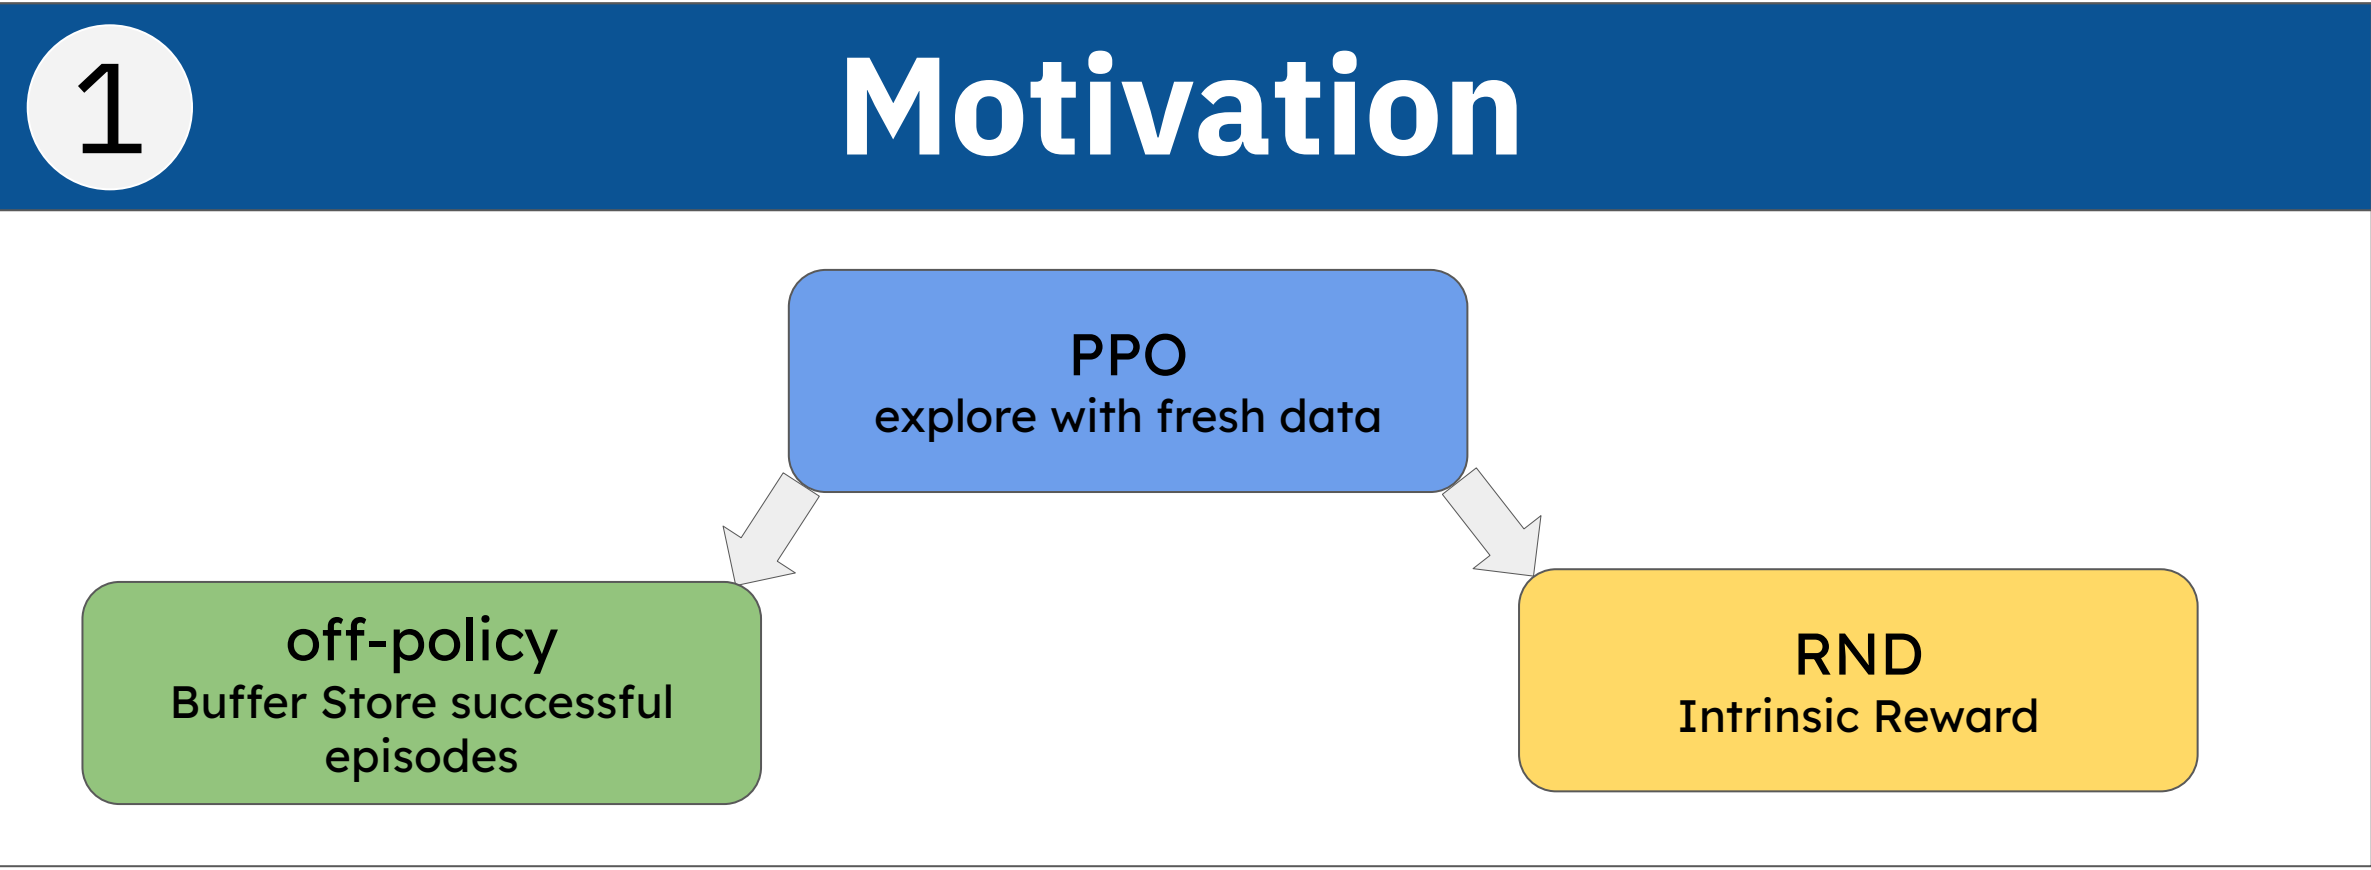 1
Motivation
PPO
explore with fresh data
off-policy
Buffer Store successful
episodes
RND
Intrinsic Reward